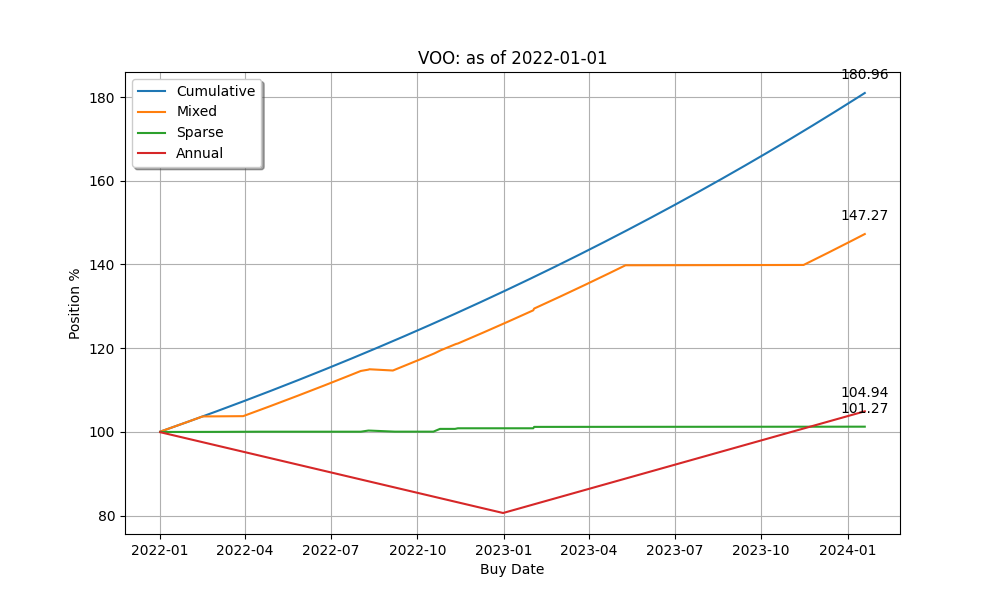 VOO: as of 2022-01-01
180.96
Cumulative
Mixed
Sparse
Annual
147.27
104.94
101.27
180
160
140
120
100
80
Position %
2022-01 2022-04 2022-07 2022-10 2023-01 2023-04 2023-07 2023-10 2024-01
Buy Date